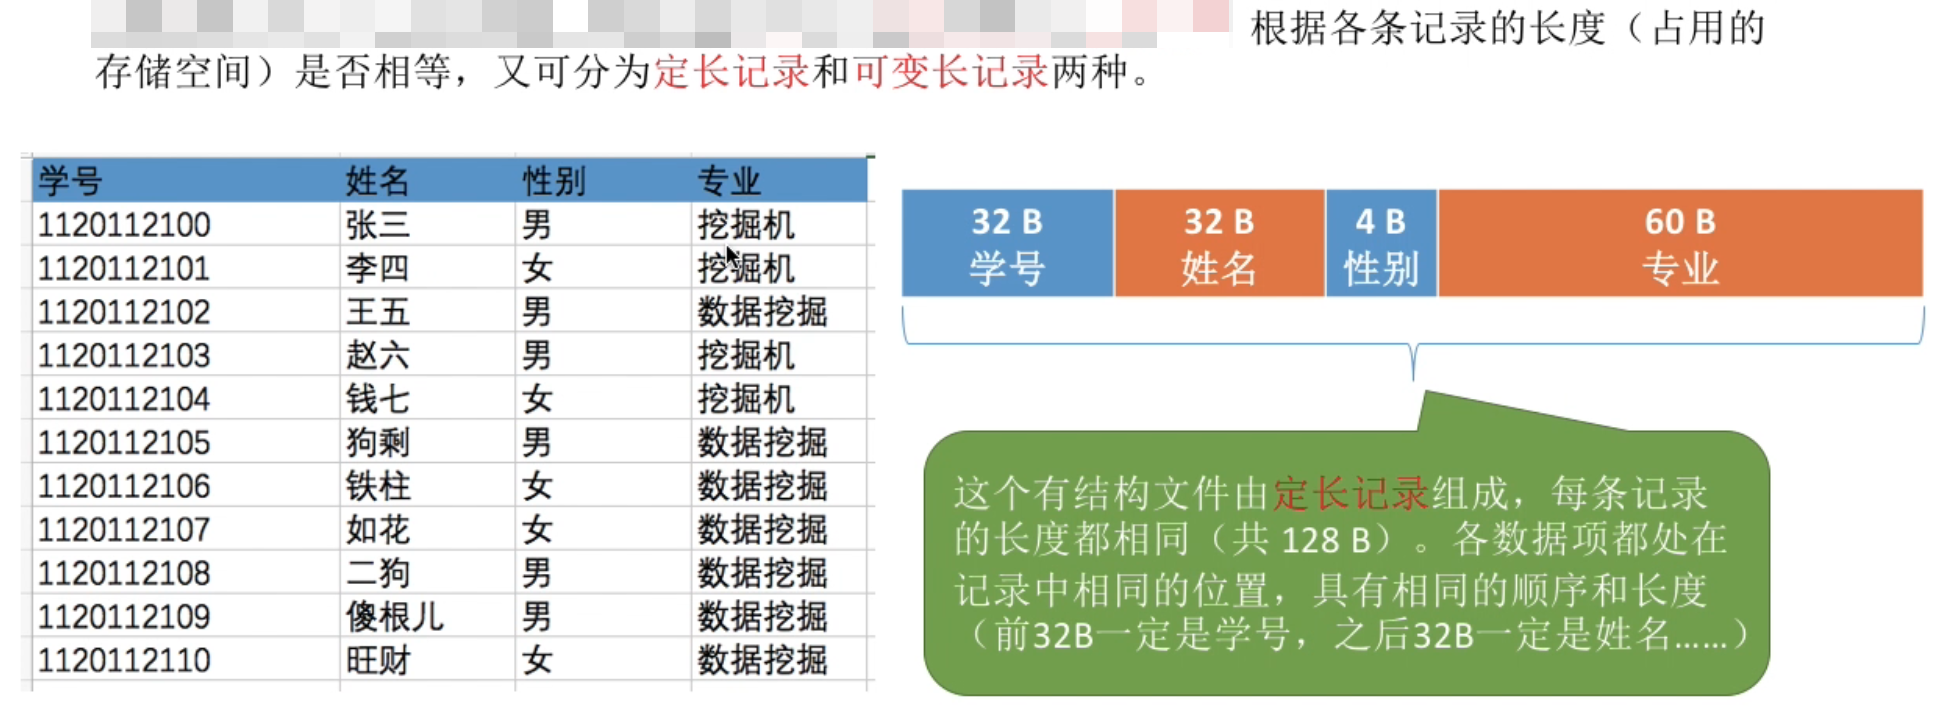 根据各条记录的长度（占用的
存储空间）是否相等，又可分为定长记录和可变长记录两种。
学号 姓名 性别 专业
1120112100 张三 男 挖掘机
1120112101 李四 女 挖掘机
1120112102 王五 男 数据挖掘
1120112103 赵六 男 挖掘机
1120112104 钱七 女 挖掘机
1120112105 狗剩 男 数据挖掘
1120112106 铁柱 女 数据挖掘
1120112107 如花 女 数据挖掘
1120112108 二狗 男 数据挖掘
1120112109 傻根儿 男 数据挖掘
1120112110 旺财 女 数据挖掘
32 B 32 B 4 B 60 B
学号 姓名 性别 专业
这个有结构文件由定长记录组成，每条记录
的长度都相同（共 128 B）。各数据项都处在
记录中相同的位置，具有相同的顺序和长度
（前32B一定是学号，之后32B一定是姓名……）